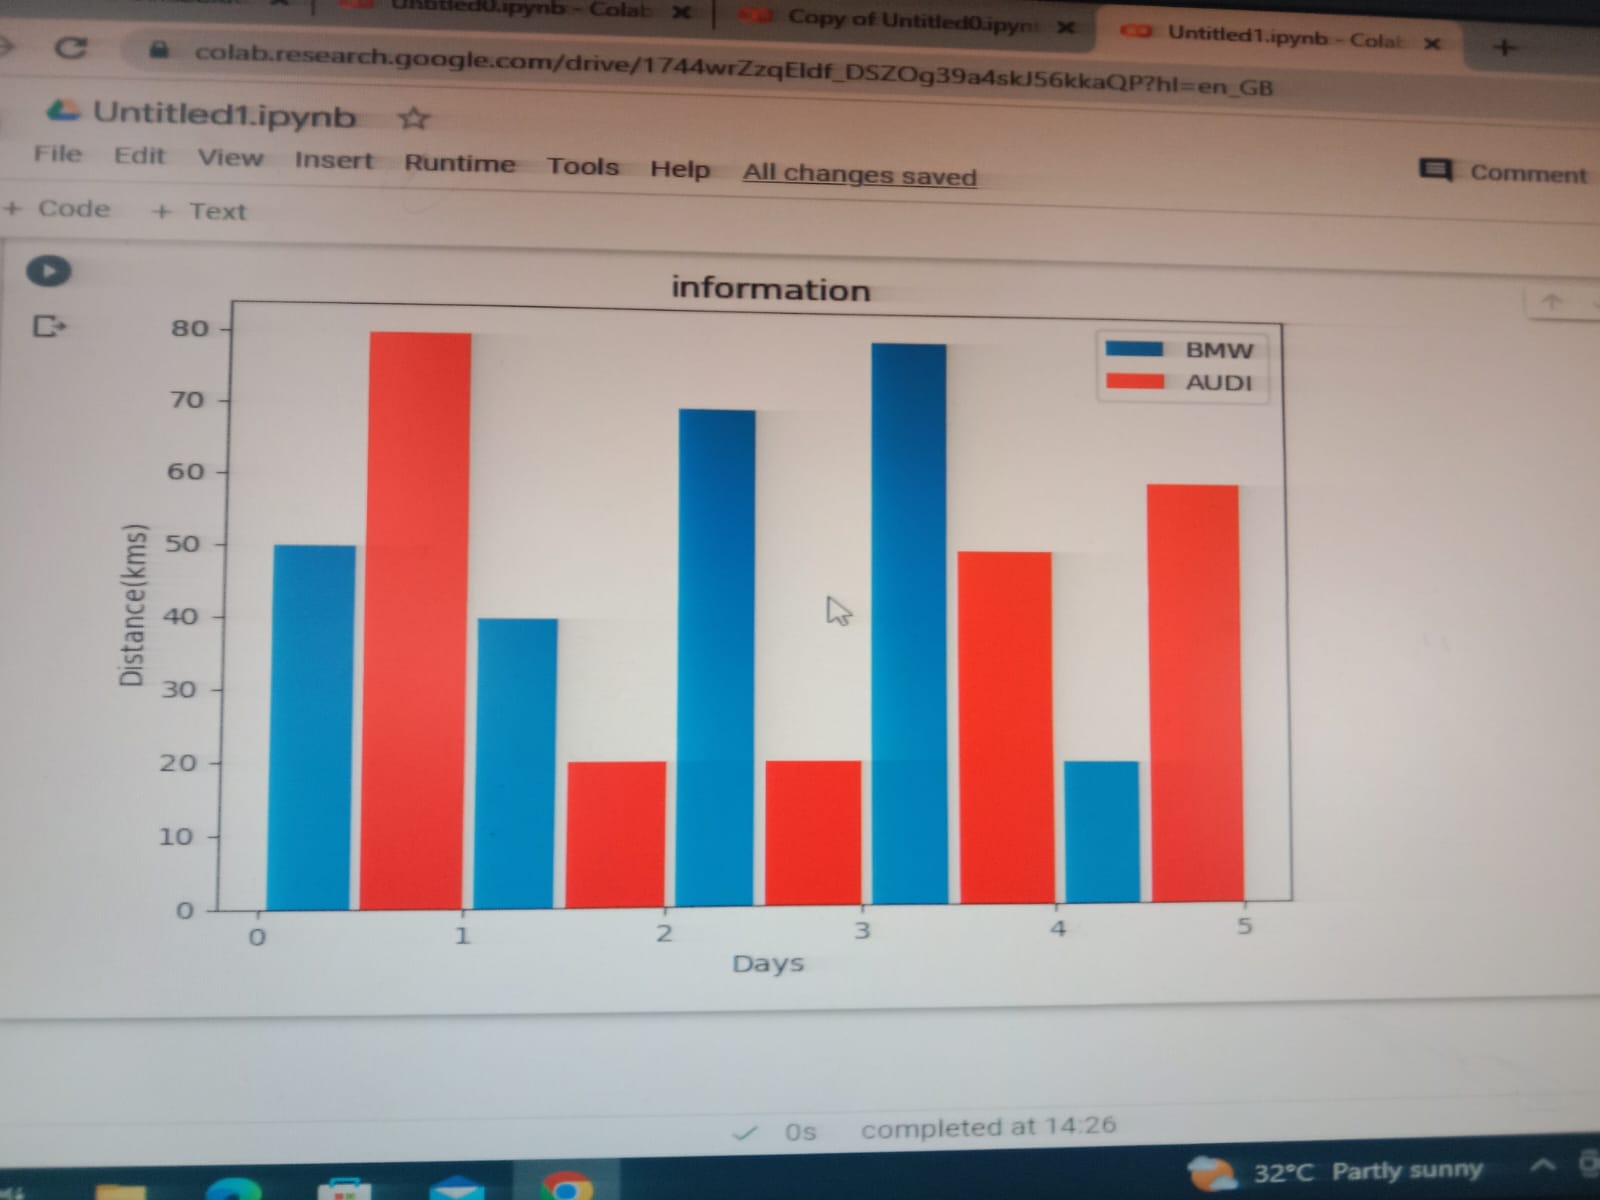 Untitled0.ipynb - Colab
Copy of Untitled0.ipyn
Untitled1.ipynb - Colab
colab.research.google.com/drive/1744wrZzqEldf_DSZOg39a4skJ56kkaQP?hl=en_GB
Untitled1.ipynb
File Edit View Insert Runtime Tools Help All changes saved
Comment
+ Code + Text
information
BMW
AUDI
80
70
60
50
40
30
20
10
0
Distance(kms)
0 1 2 3 4 5
Days
0s completed at 14:26
32°C Partly sunny